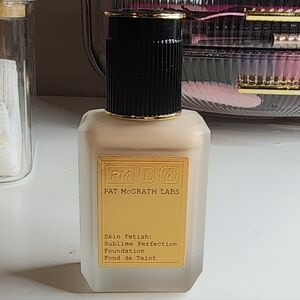 PM L
PAT McGRATH LABS
Skin Fetish:
Sublime Perfection
Foundation
Fond de Teint